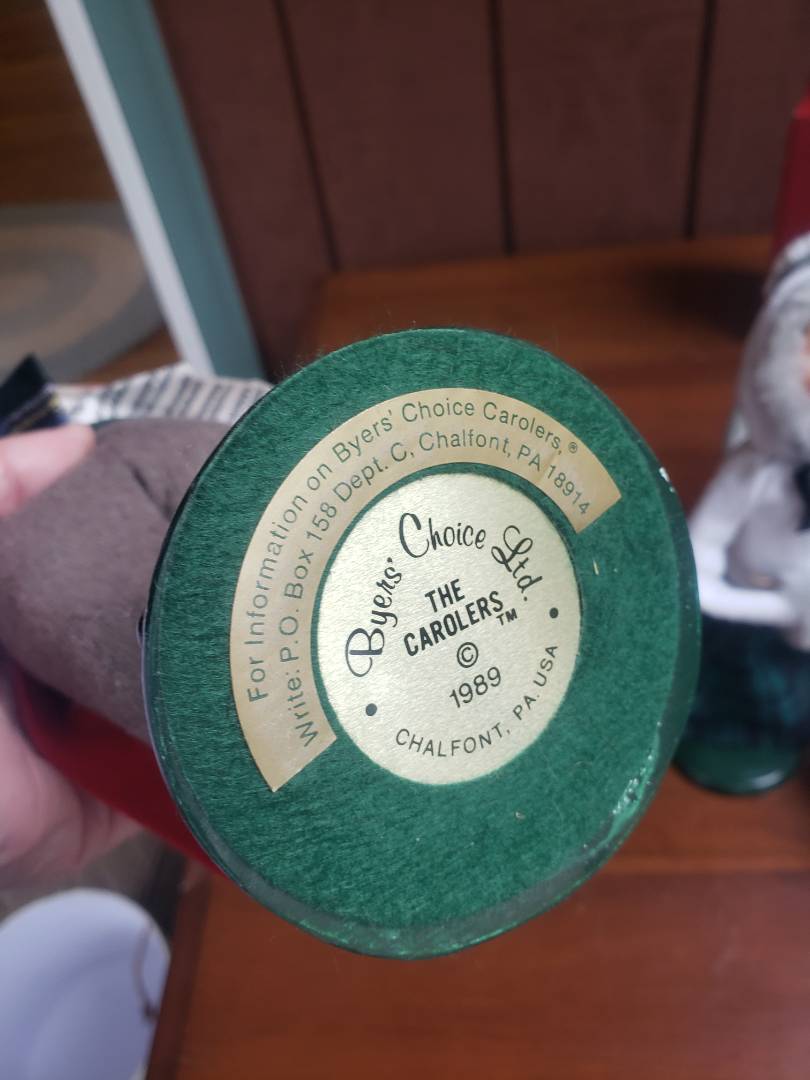 For Information on Byers' Choice Carolers,®
Write: P.O. Box 158 Dept. C, Chalfont, PA 18914
Byers' Choice Ltd.
THE
CAROLERS™
©
1989
CHALFONT, PA. USA